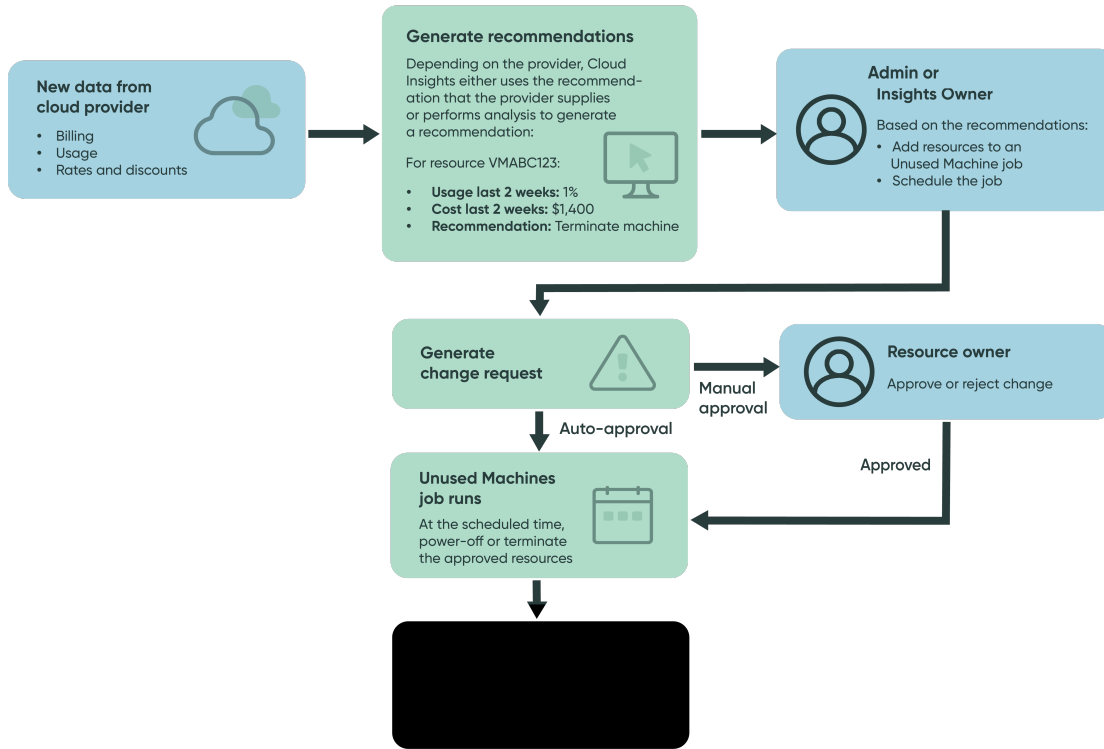 New data from
cloud provider
• Billing
• Usage
• Rates and discounts
Generate recommendations
Depending on the provider, Cloud
Insights either uses the recommend-
ation that the provider supplies
or performs analysis to generate
a recommendation:
For resource VMABC123:
• Usage last 2 weeks: 1%
• Cost last 2 weeks: $1,400
• Recommendation: Terminate machine
Admin or
Insights Owner
Based on the recommendations:
• Add resources to an
Unused Machine job
• Schedule the job
Generate
change request
Manual
approval
Resource owner
Approve or reject change
Auto-approval
Approved
Unused Machines
job runs
At the scheduled time,
power-off or terminate
the approved resources